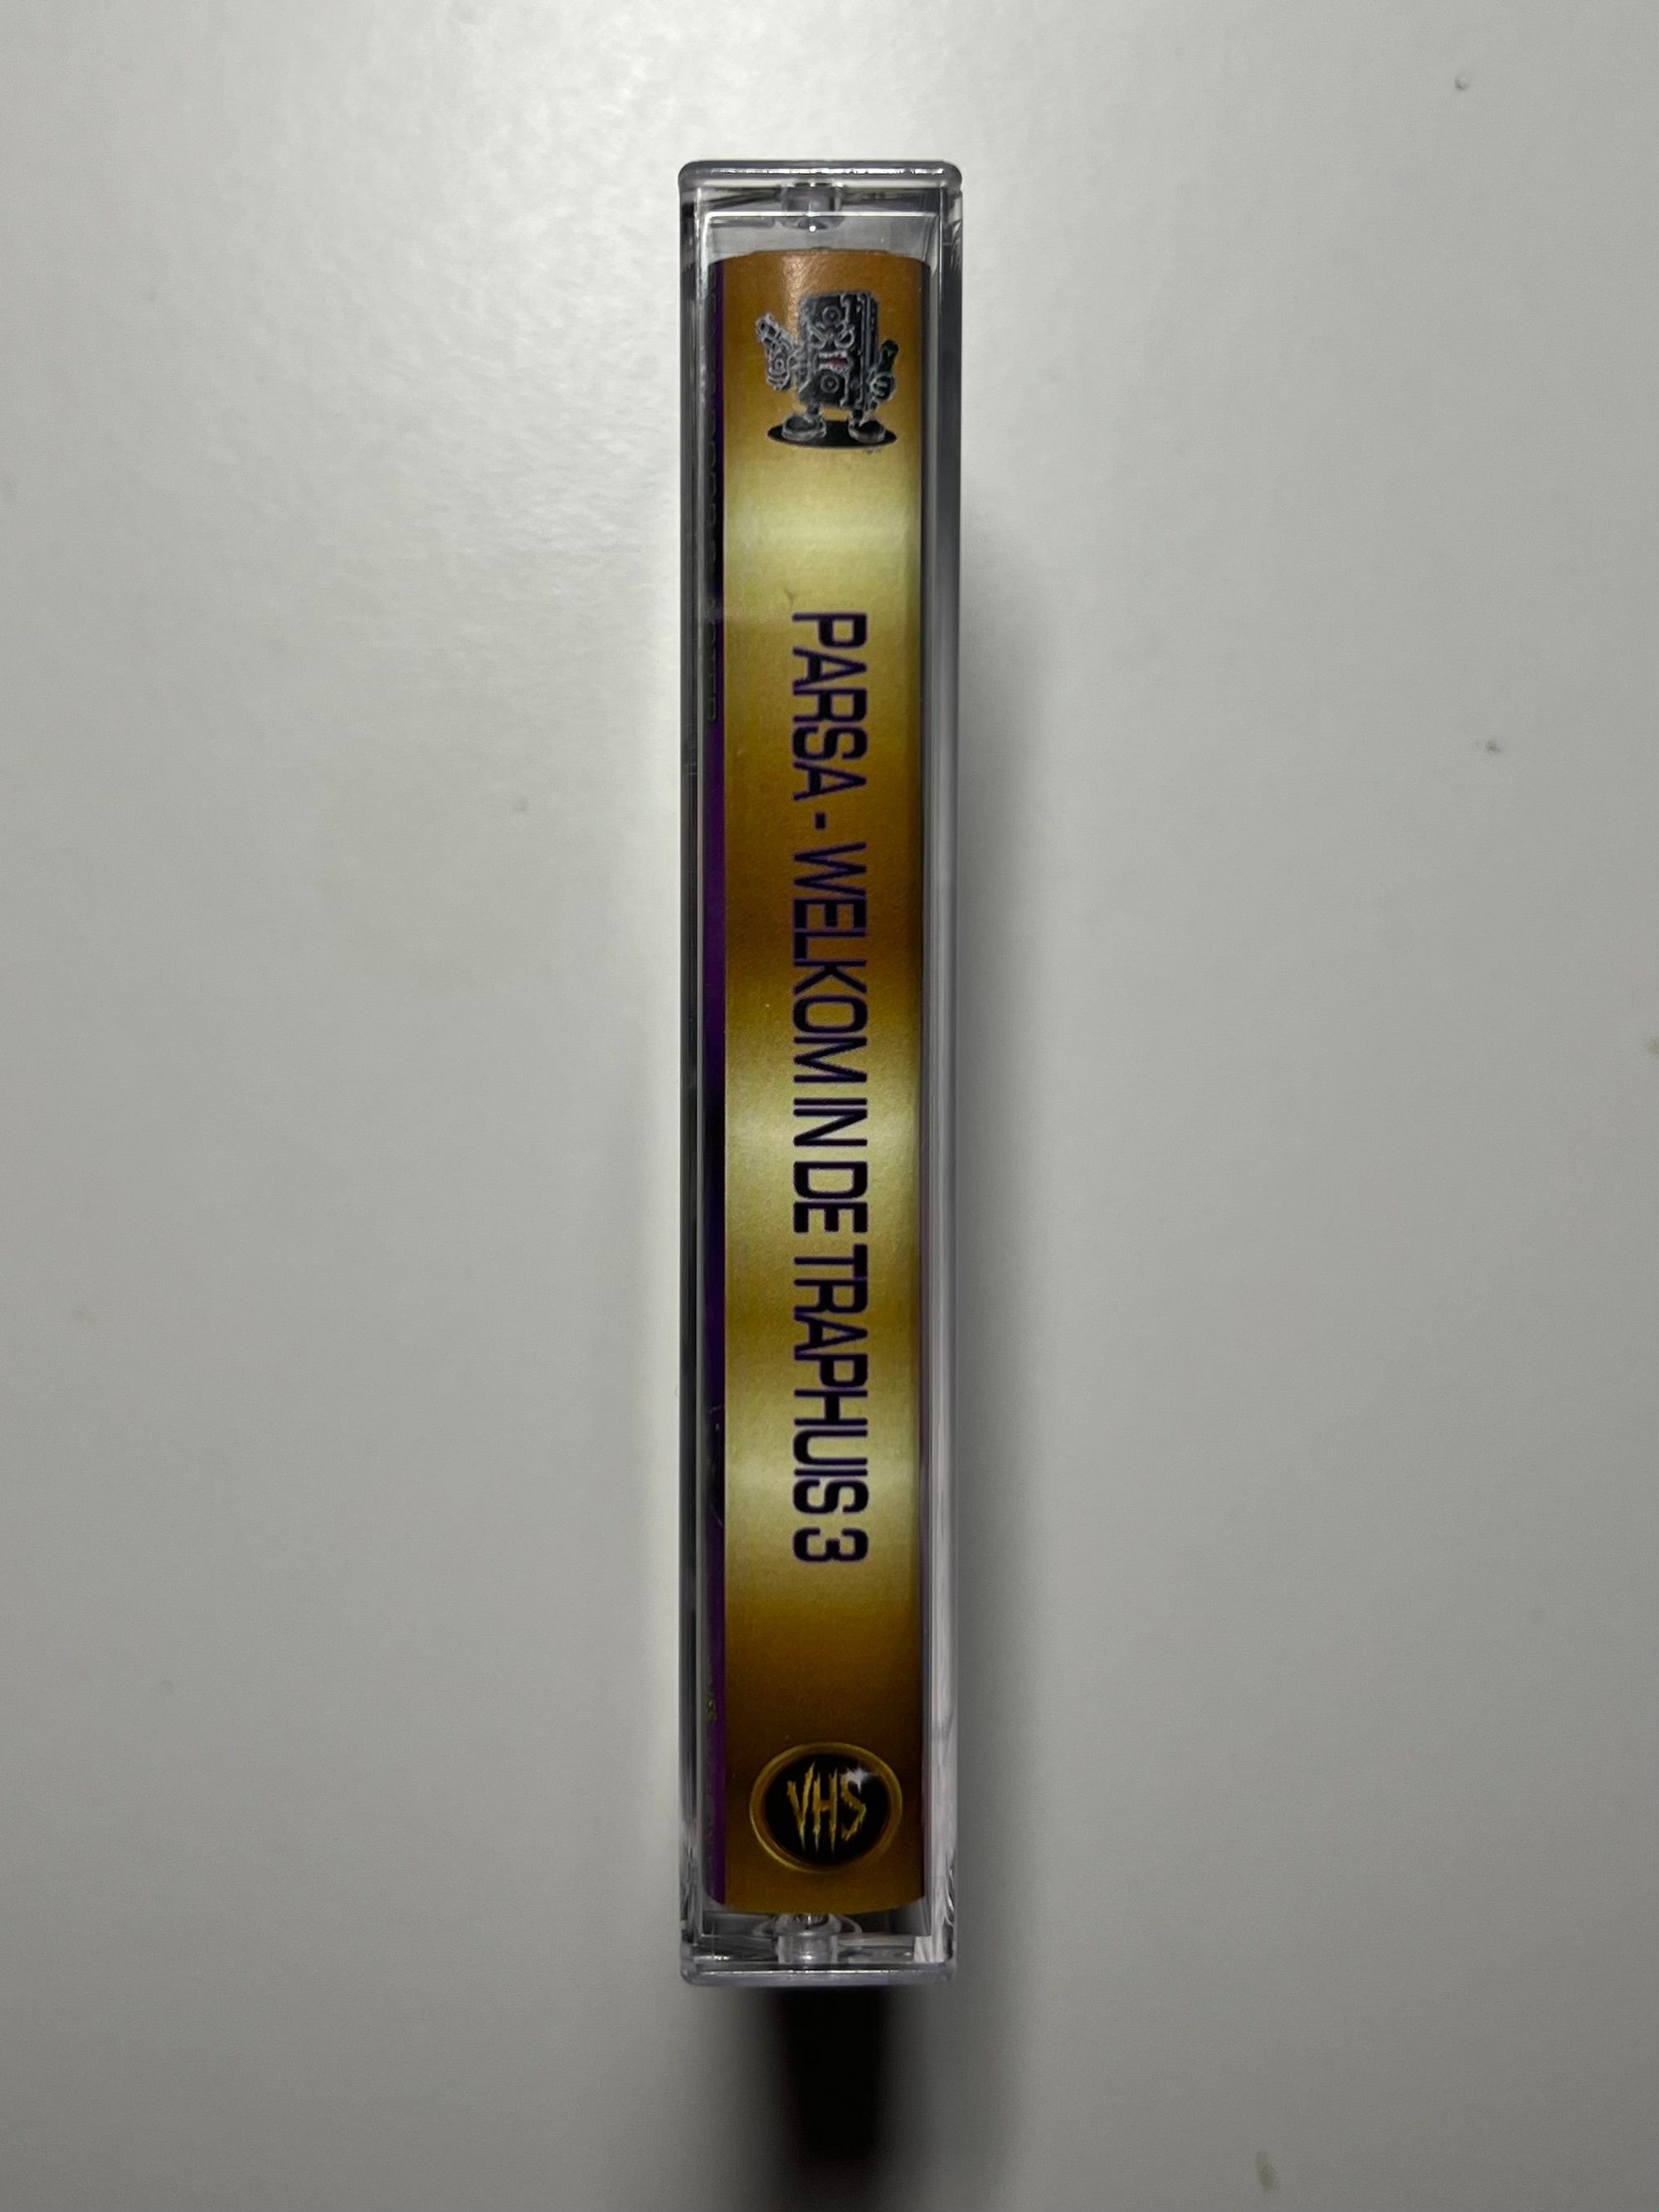 PARSA - WELKOM IN DE TRAPHUIS 3
VHS